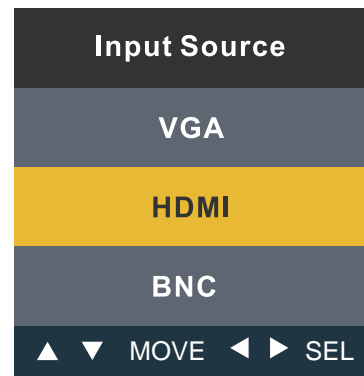 Input Source
VGA
HDMI
BNC
▲ ▼ MOVE ◀ ▶ SEL